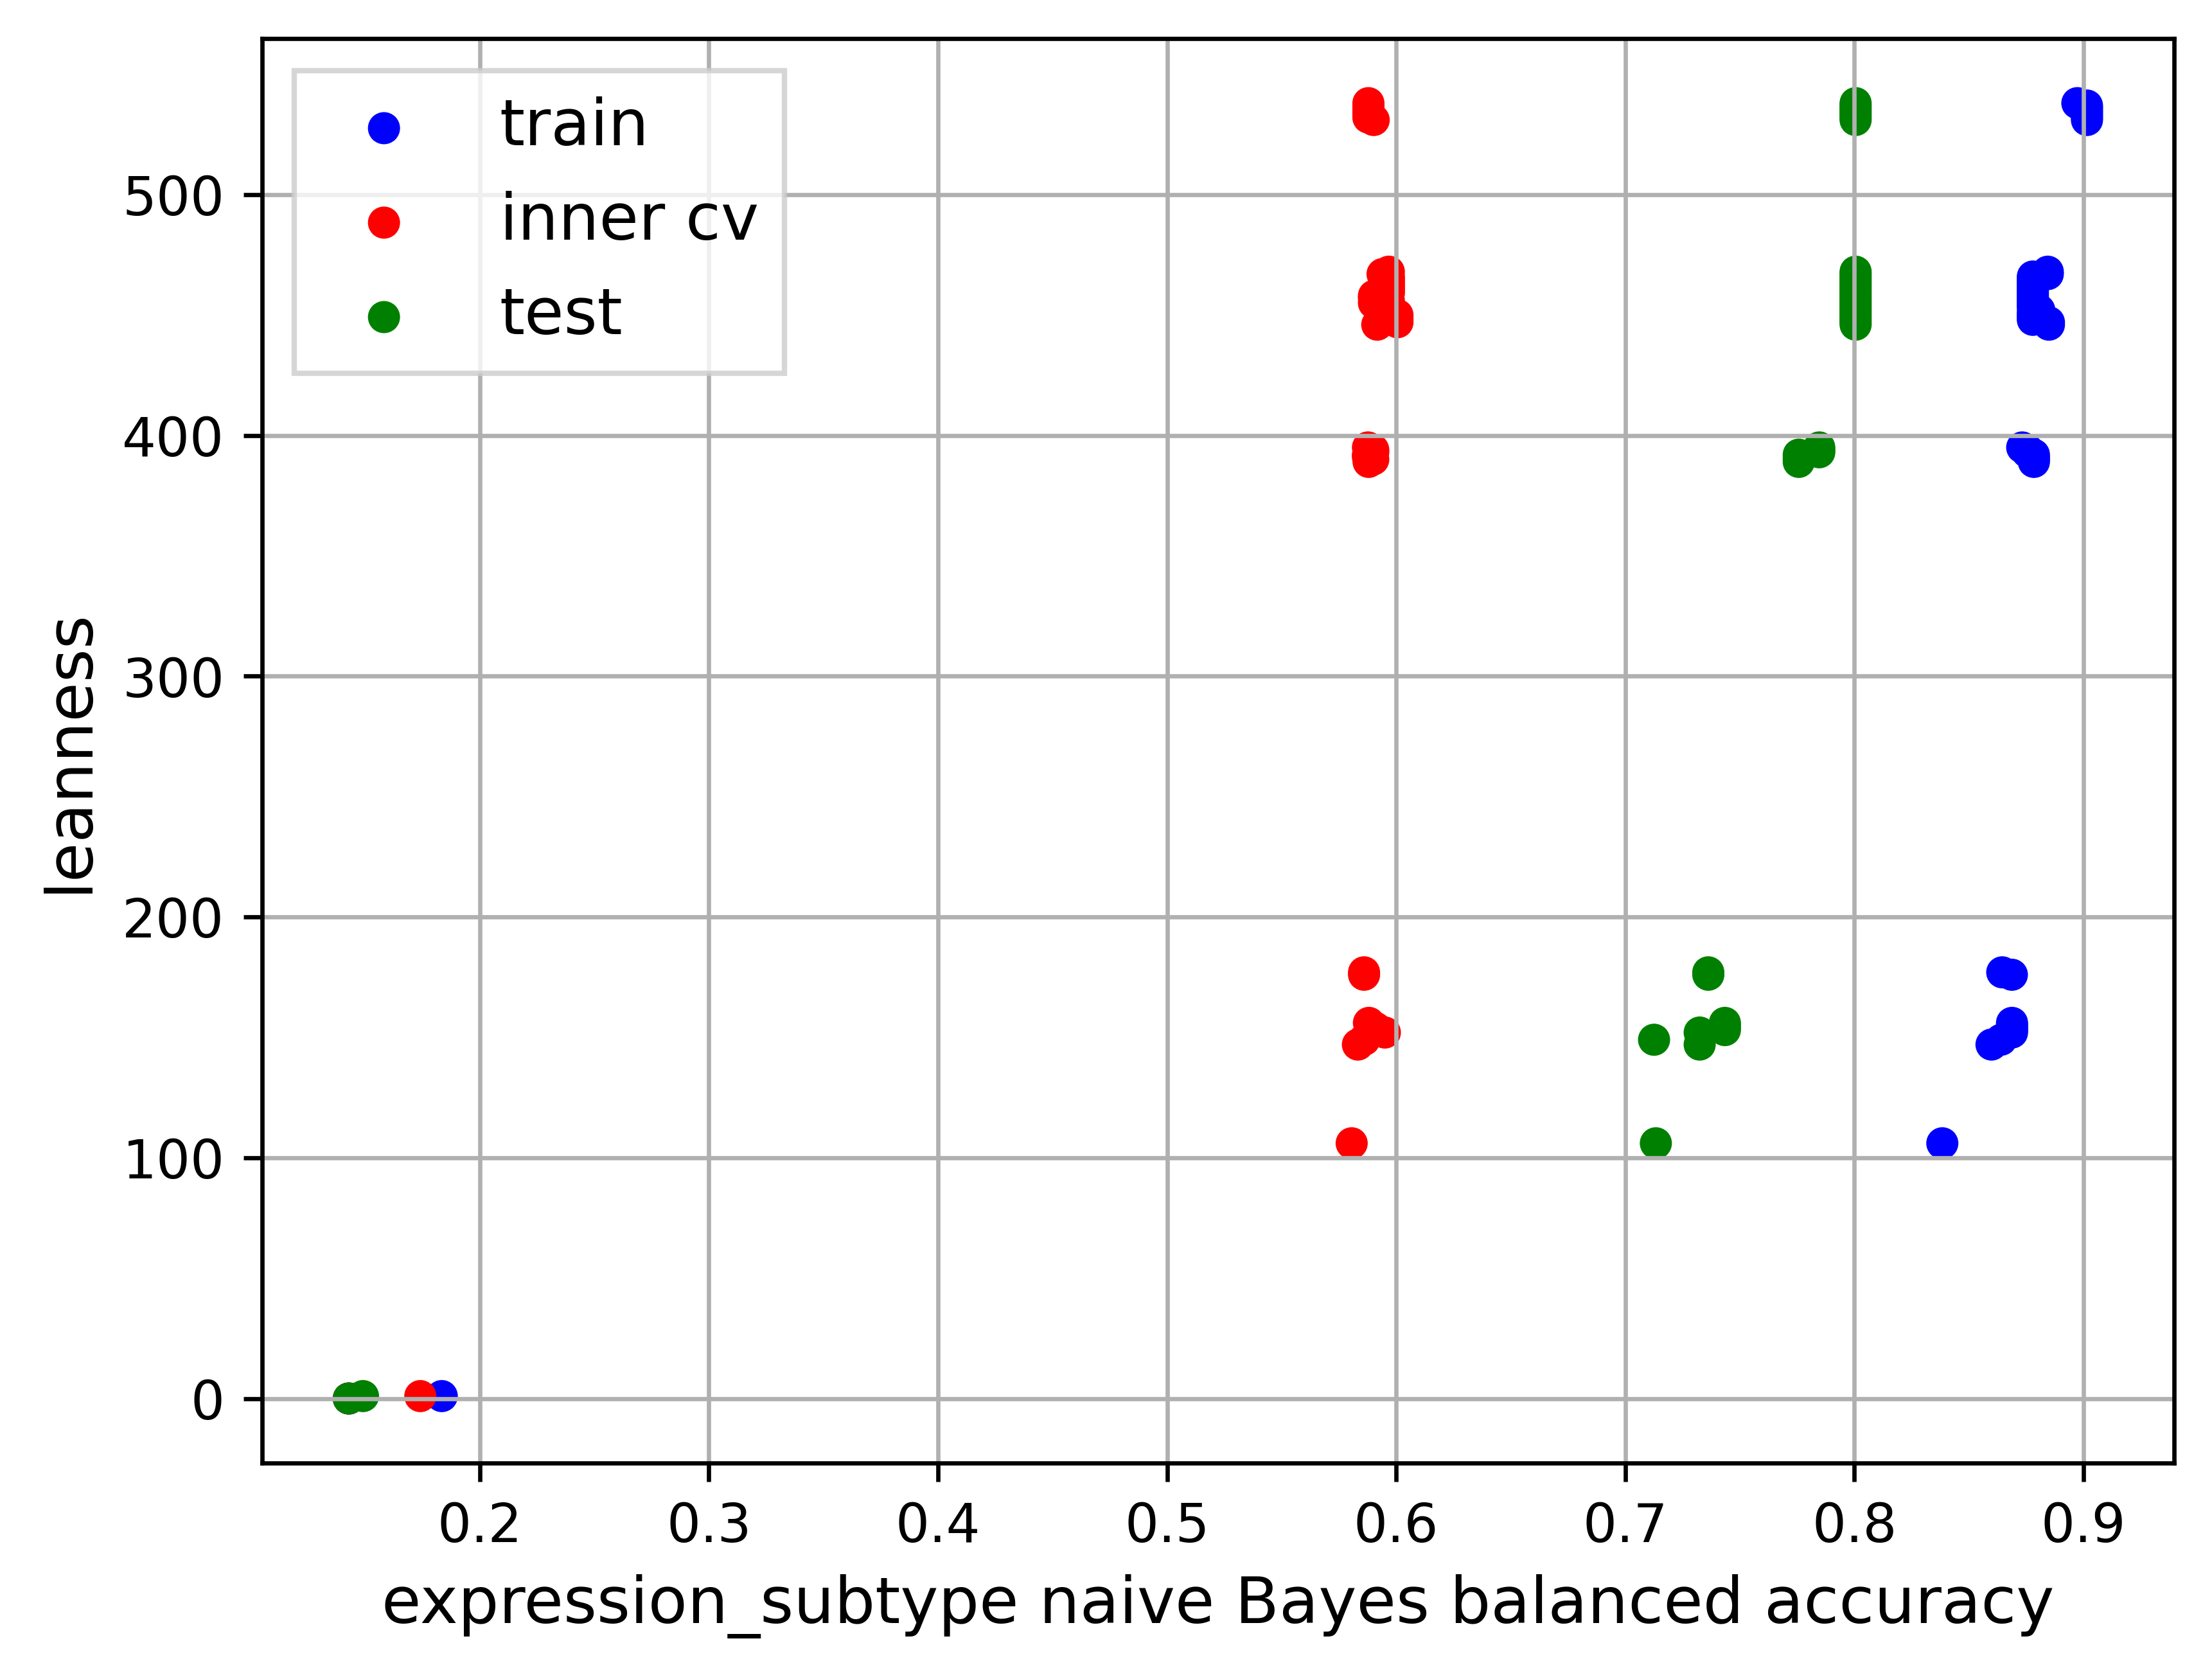 train
inner cv
test
500
400
300
200
100
0
leanness
0.2 0.3 0.4 0.5 0.6 0.7 0.8 0.9
expression_subtype naive Bayes balanced accuracy